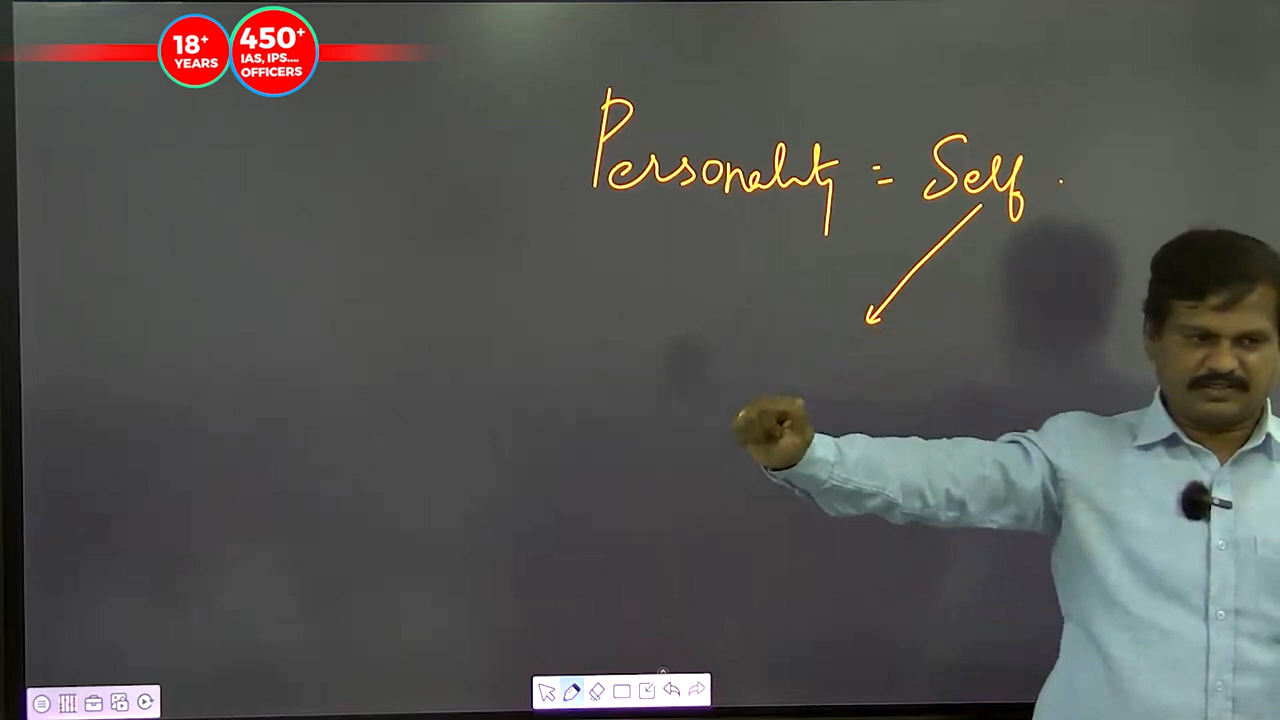 18+
YEARS
450+
IAS, IPS....
OFFICERS
Personality = Self .